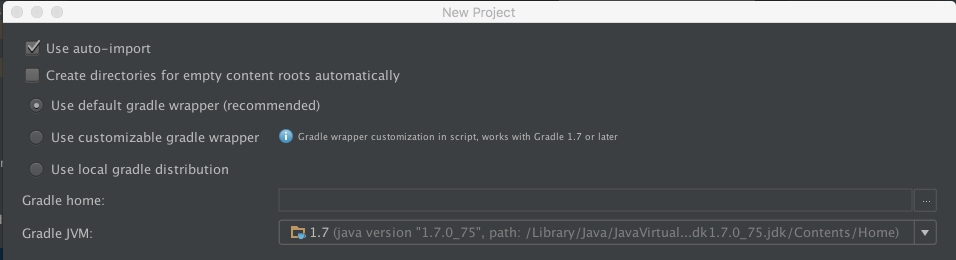 New Project
Use auto-import
Create directories for empty content roots automatically
Use default gradle wrapper (recommended)
Use customizable gradle wrapper Gradle wrapper customization in script, works with Gradle 1.7 or later
Use local gradle distribution
Gradle home: ...
Gradle JVM: 1.7 (java version "1.7.0_75", path: /Library/Java/JavaVirtual...dk1.7.0_75.jdk/Contents/Home)